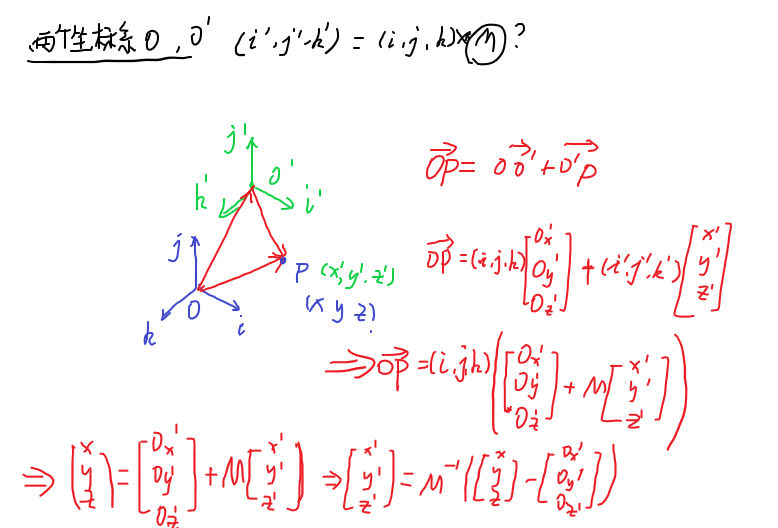 两个坐标系 O , O' (i', j', k') = (i, j, k) × M ?
j'
O'
k'
i'
j
P (x', y', z')
O
(x y z)
k
i
OP = OO' + O'P
OP = (i, j, k) [Ox' Oy' Oz'] + (i', j', k') [x' y' z']
⇒ OP = (i, j, k) ([Ox' Oy' Oz'] + M [x' y' z'])
⇒ [x y z] = [Ox' Oy' Oz'] + M [x' y' z'] ⇒ [x' y' z'] = M⁻¹ ([x y z] - [Ox' Oy' Oz'])